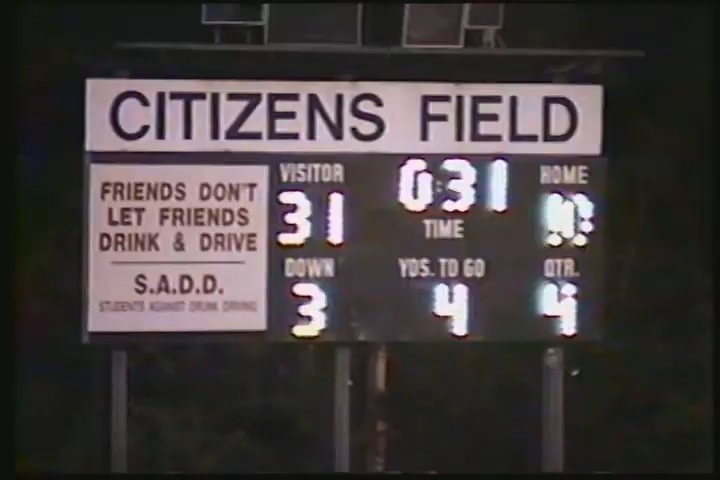 CITIZENS FIELD
FRIENDS DON'T
LET FRIENDS
DRINK & DRIVE
S.A.D.D.
STUDENTS AGAINST DRUNK DRIVING
VISITOR
31
0:31
TIME
HOME
DOWN
3
YDS. TO GO
4
QTR.
4